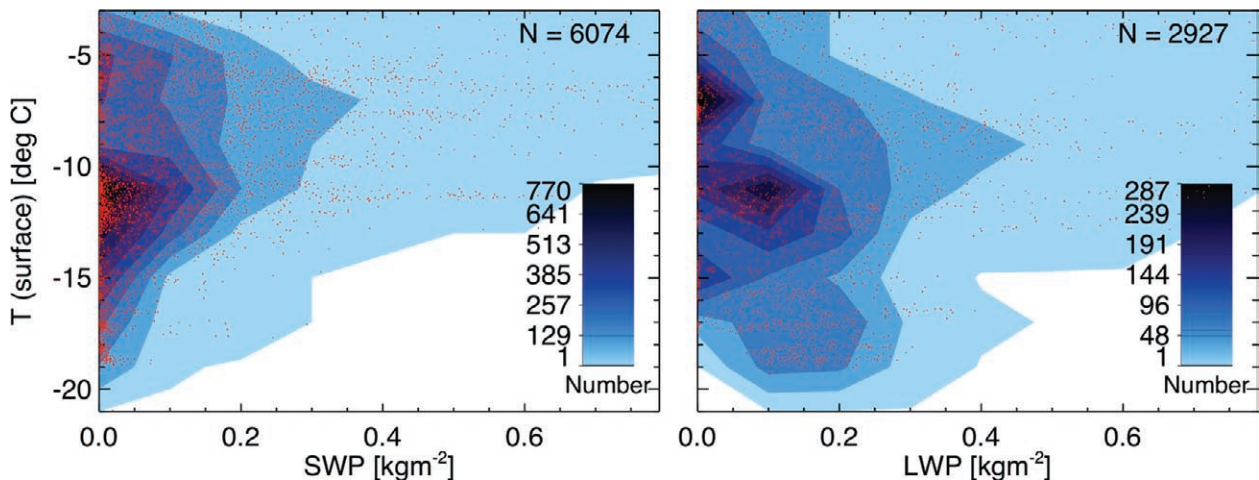 N = 6074
N = 2927
T (surface) [deg C]
-5
-10
-15
-20
770
641
513
385
257
129
1
Number
287
239
191
144
96
48
1
Number
0.0 0.2 0.4 0.6
0.0 0.2 0.4 0.6
SWP [kgm-2]
LWP [kgm-2]